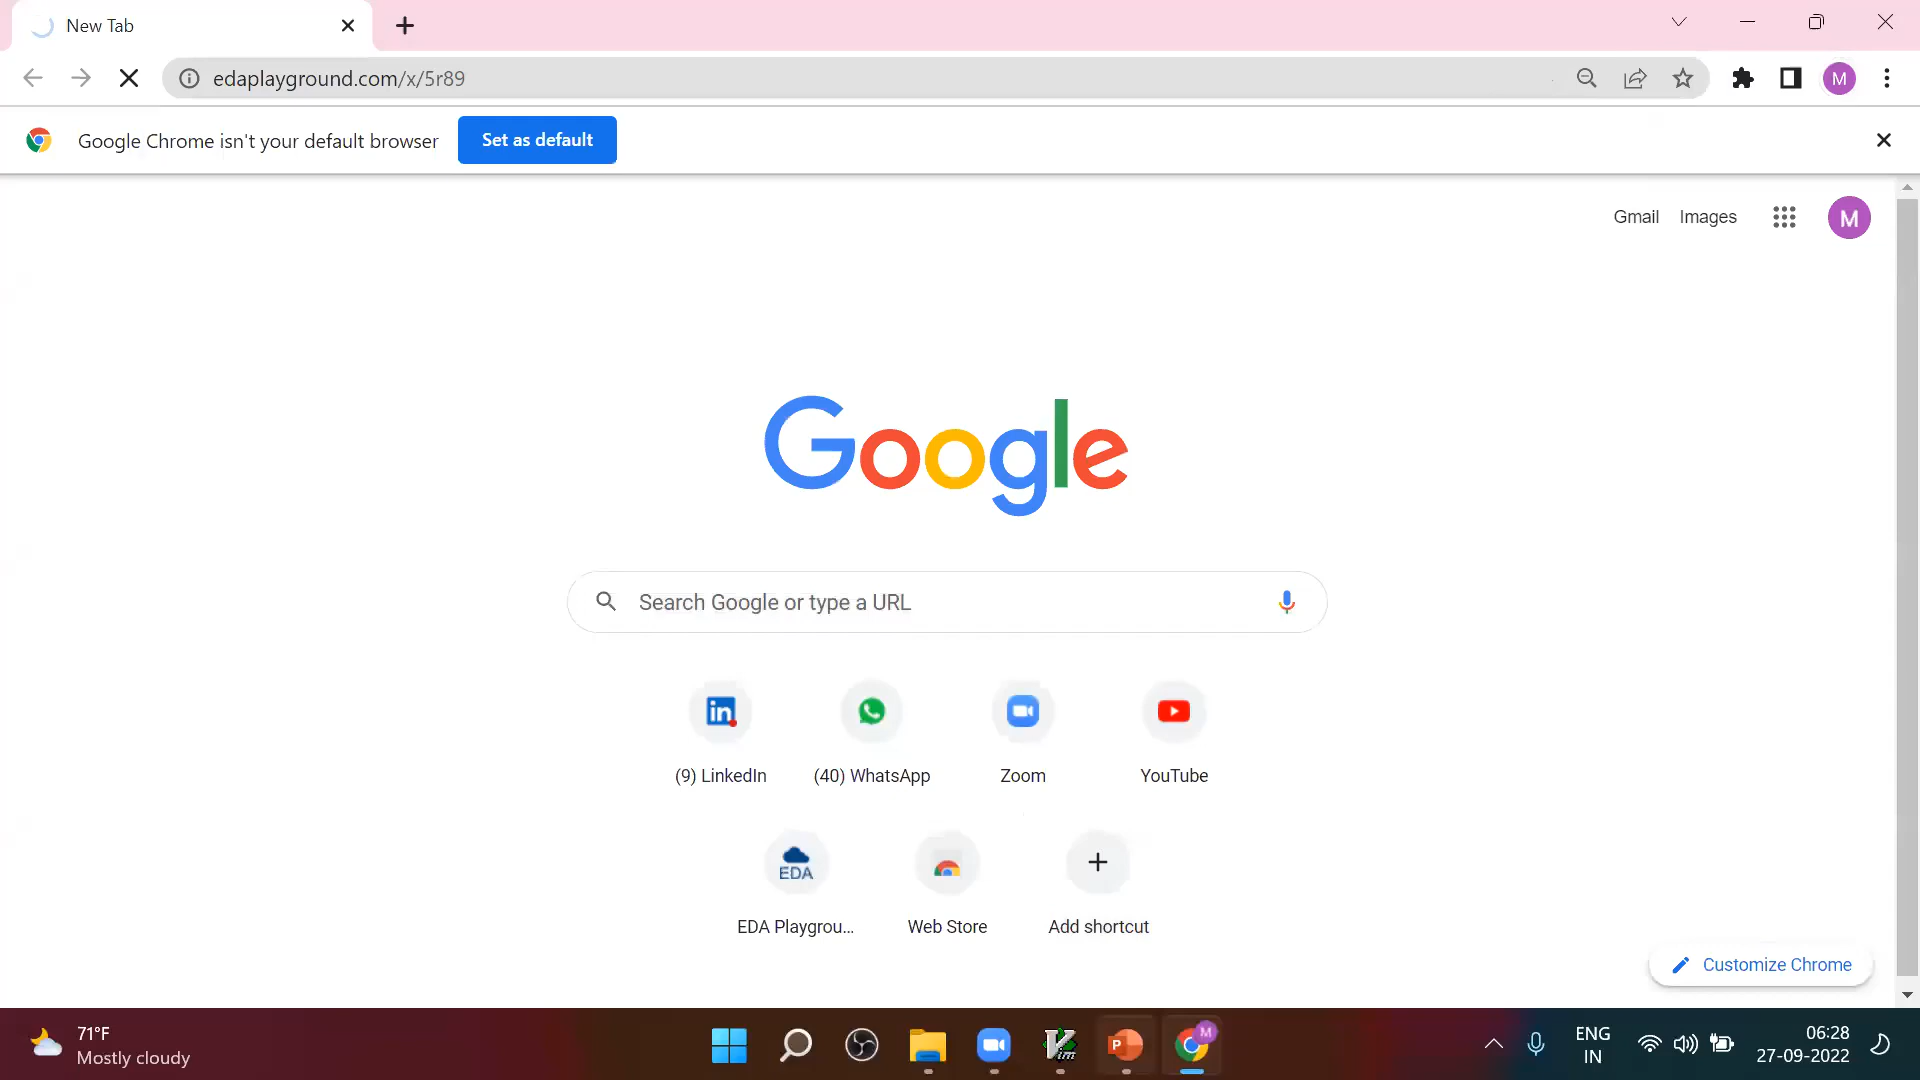 New Tab
edaplayground.com/x/5r89
M
Google Chrome isn't your default browser
Set as default
Gmail
Images
M
Google
Search Google or type a URL
in
(9) LinkedIn
(40) WhatsApp
Zoom
YouTube
EDA
EDA Playgrou...
Web Store
Add shortcut
Customize Chrome
71°F
Mostly cloudy
Vim
P
M
ENG
IN
06:28
27-09-2022